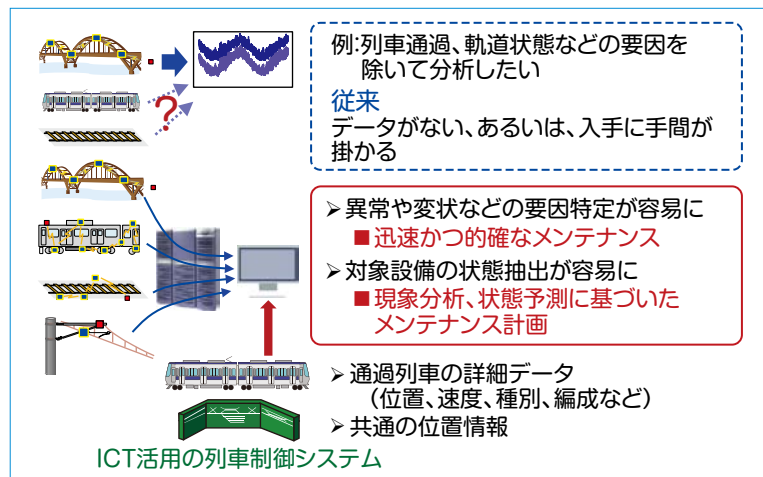 例:列車通過、軌道状態などの要因を
除いて分析したい
従来
データがない、あるいは、入手に手間が
掛かる
?
➢異常や変状などの要因特定が容易に
■迅速かつ的確なメンテナンス
➢対象設備の状態抽出が容易に
■現象分析、状態予測に基づいた
メンテナンス計画
➢通過列車の詳細データ
（位置、速度、種別、編成など）
➢共通の位置情報
ICT活用の列車制御システム